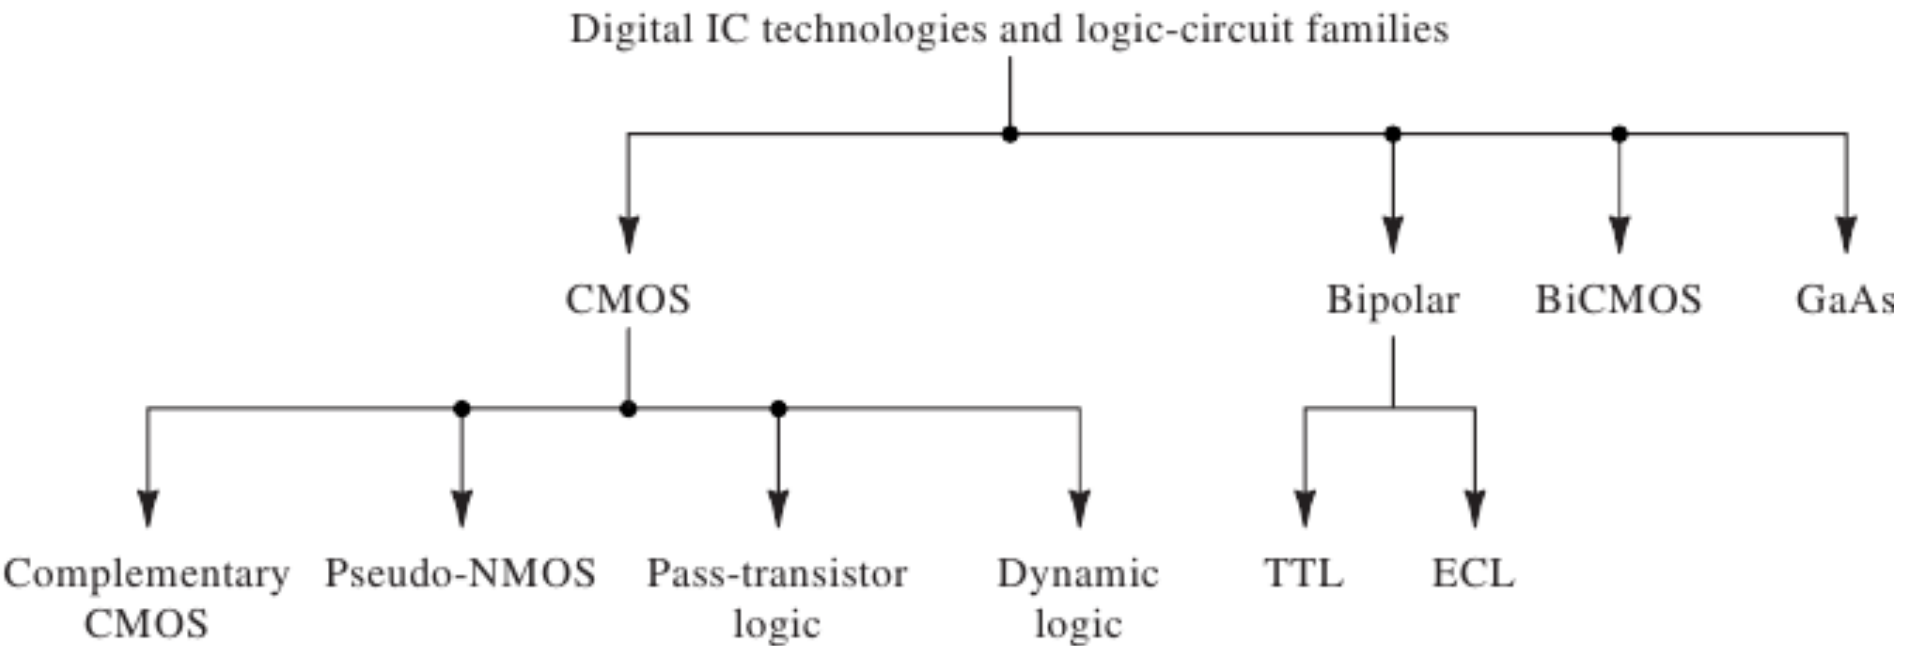 Digital IC technologies and logic-circuit families
CMOS
Bipolar
BiCMOS
GaAs
Complementary
CMOS
Pseudo-NMOS
Pass-transistor
logic
Dynamic
logic
TTL
ECL